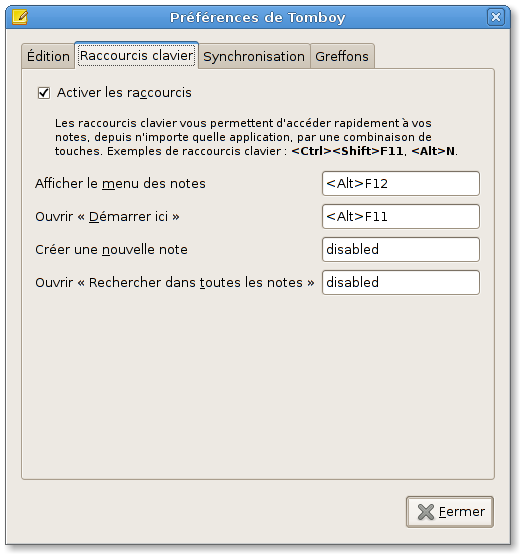 Préférences de Tomboy
Édition Raccourcis clavier Synchronisation Greffons
Activer les raccourcis
Les raccourcis clavier vous permettent d'accéder rapidement à vos
notes, depuis n'importe quelle application, par une combinaison de
touches. Exemples de raccourcis clavier : <Ctrl><Shift>F11, <Alt>N.
Afficher le menu des notes <Alt>F12
Ouvrir « Démarrer ici » <Alt>F11
Créer une nouvelle note disabled
Ouvrir « Rechercher dans toutes les notes » disabled
Fermer